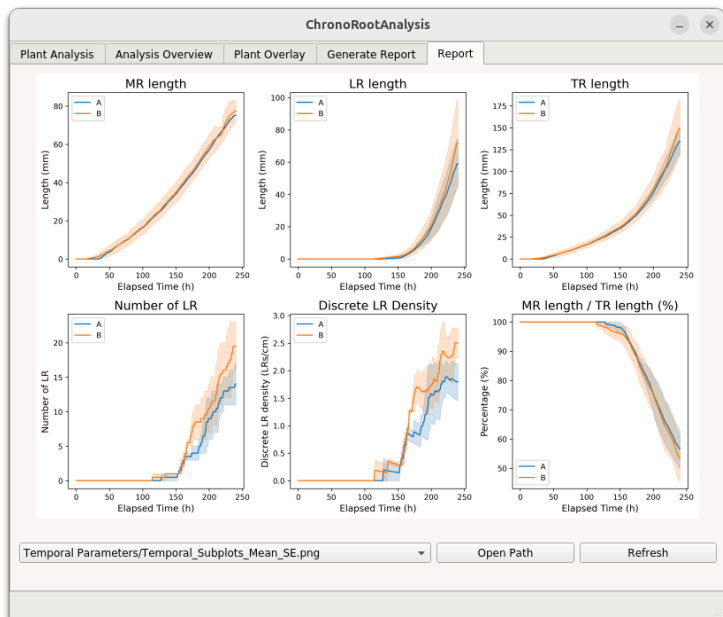 ChronoRootAnalysis
Plant Analysis
Analysis Overview
Plant Overlay
Generate Report
Report
MR length
A
B
80
60
40
20
0
Length (mm)
0 50 100 150 200 250
Elapsed Time (h)
LR length
A
B
100
80
60
40
20
0
Length (mm)
0 50 100 150 200 250
Elapsed Time (h)
TR length
A
B
175
150
125
100
75
50
25
0
Length (mm)
0 50 100 150 200 250
Elapsed Time (h)
Number of LR
A
B
20
15
10
5
0
Number of LR
0 50 100 150 200 250
Elapsed Time (h)
Discrete LR Density
A
B
3.0
2.5
2.0
1.5
1.0
0.5
0.0
Discrete LR density (LRs/cm)
0 50 100 150 200 250
Elapsed Time (h)
MR length / TR length (%)
100
90
80
70
60
50
Percentage (%)
A
B
0 50 100 150 200 250
Elapsed Time (h)
Temporal Parameters/Temporal_Subplots_Mean_SE.png
Open Path
Refresh